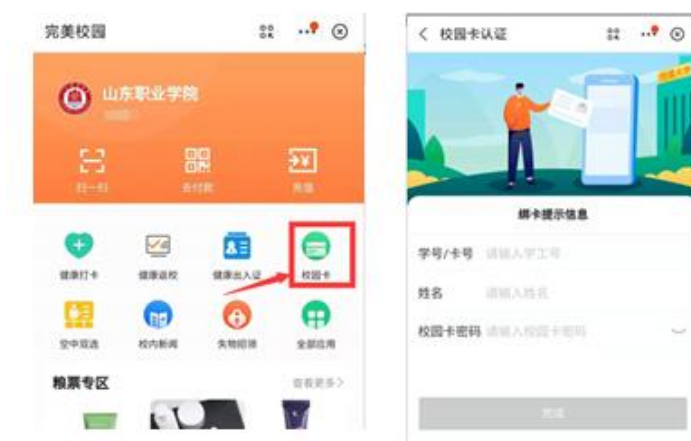 完美校园
山东职业学院
扫一扫
去付款
充值
健康打卡
健康返校
健康出入证
校园卡
空中双选
校内新闻
失物招领
全部应用
粮票专区
查看更多>
校园卡认证
绑卡提示信息
学号/卡号 请输入学工号
姓名 请输入姓名
校园卡密码 请输入校园卡密码
完成